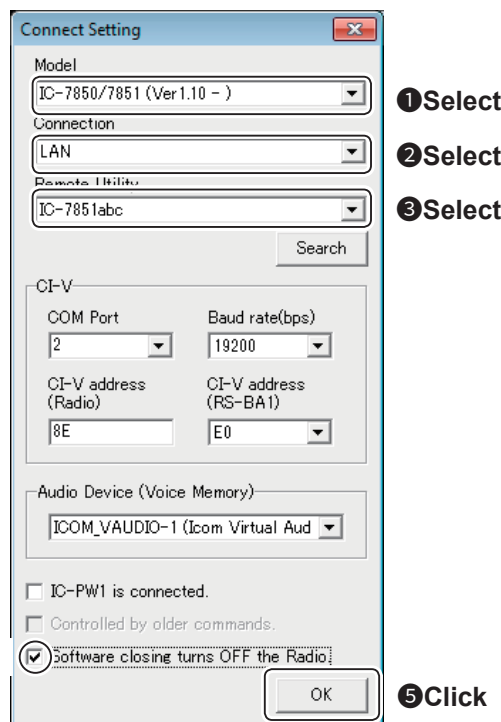 Connect Setting
Model
IC-7850/7851 (Ver1.10 - )
❶Select
Connection
LAN
❷Select
Remote Utility
IC-7851abc
❸Select
Search
CI-V
COM Port
Baud rate(bps)
2
19200
CI-V address
(Radio)
CI-V address
(RS-BA1)
8E
E0
Audio Device (Voice Memory)
ICOM_VAUDIO-1 (Icom Virtual Aud
IC-PW1 is connected.
Controlled by older commands.
Software closing turns OFF the Radio.
OK
❺Click